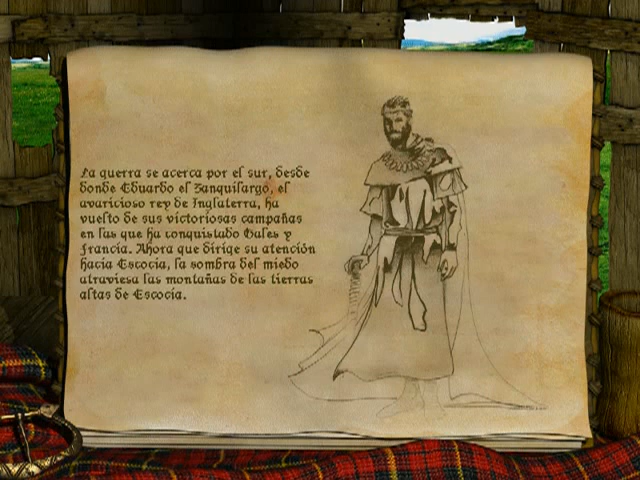 La guerra se acerca por el sur, desde
donde Eduardo el Zanquilargo, el
avaricioso rey de Inglaterra, ha
vuelto de sus victoriosas campañas
en las que ha conquistado Gales y
Francia. Ahora que dirige su atención
hacia Escocia, la sombra del miedo
atraviesa las montañas de las tierras
altas de Escocia.